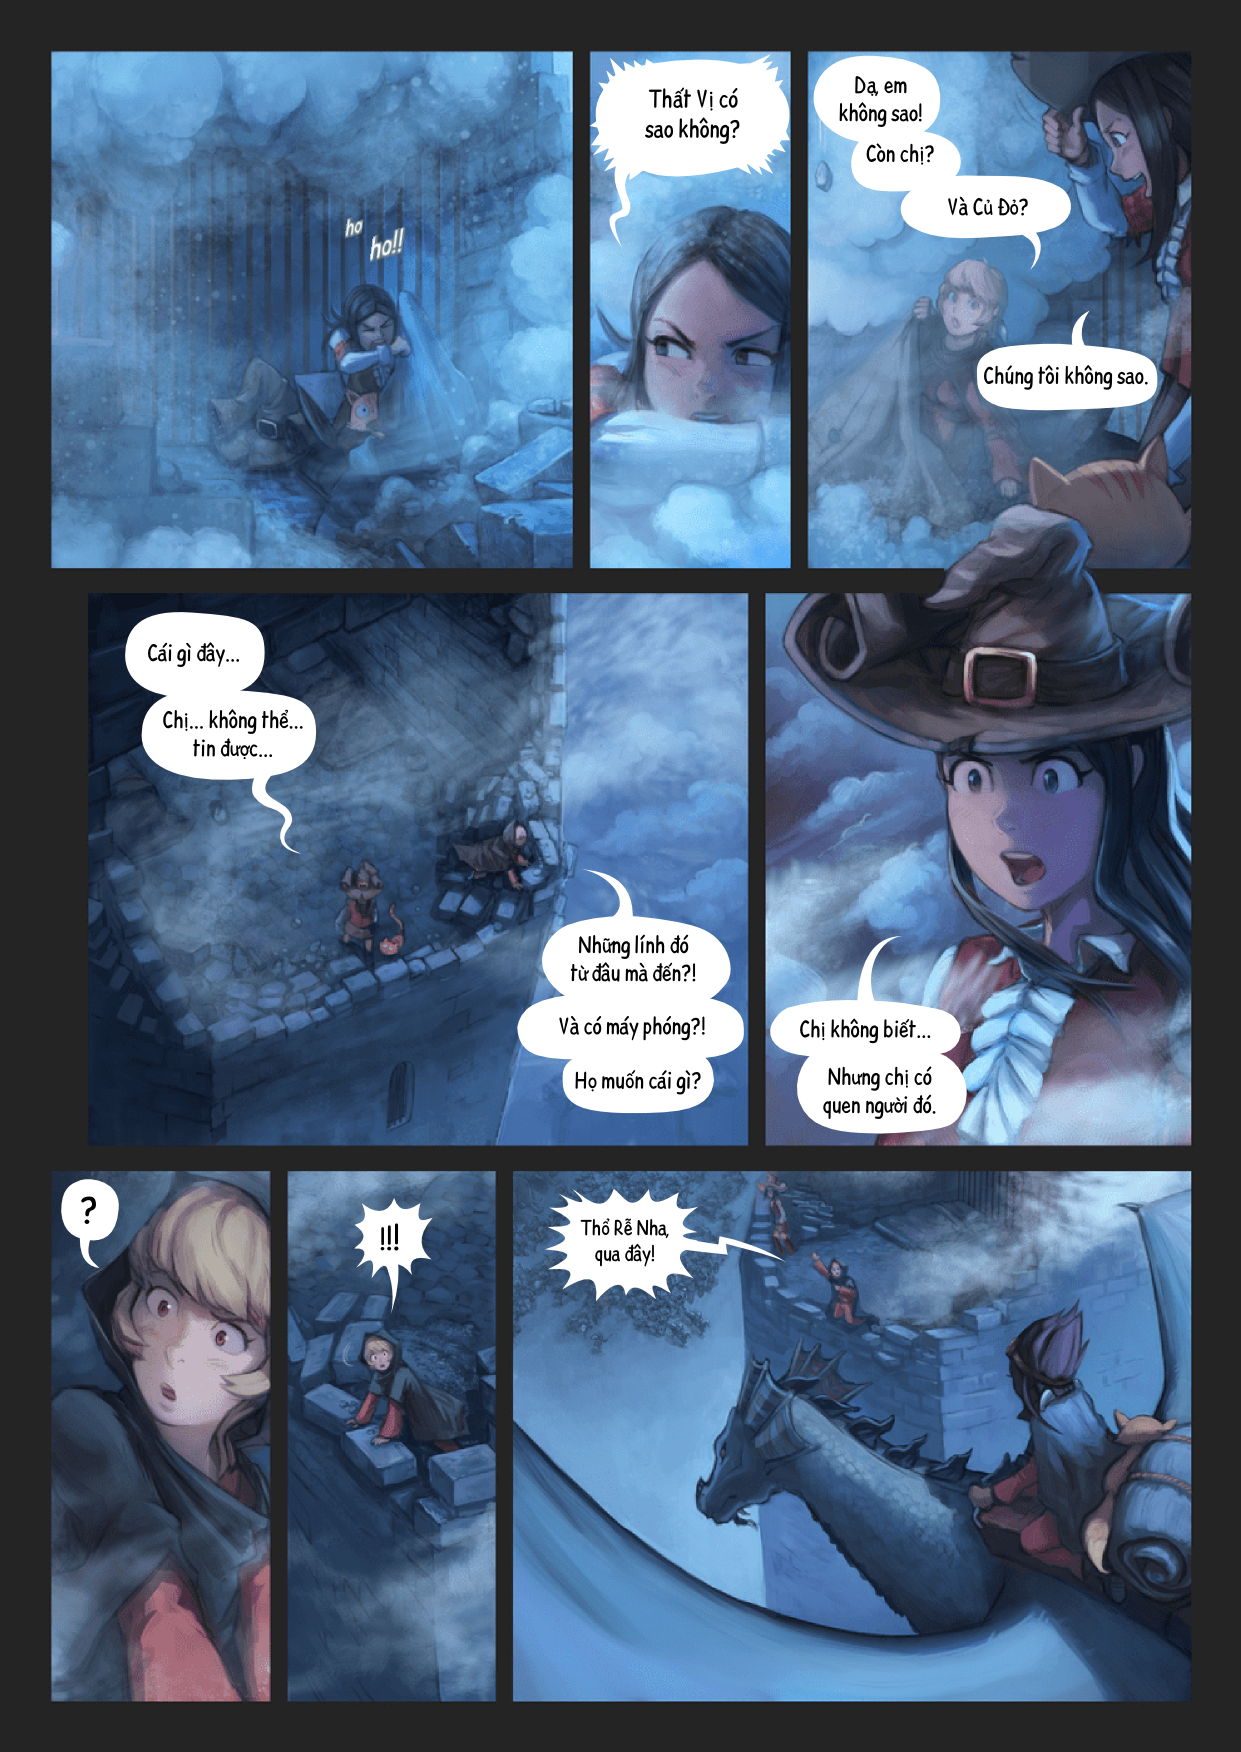 ho
ho!!
Thất Vị có
sao không?
Dạ, em
không sao!
Còn chị?
Và Củ Đỏ?
Chúng tôi không sao.
Cái gì đây...
Chị... không thể...
tin được...
Những lính đó
từ đâu mà đến?!
Và có máy phóng?!
Họ muốn cái gì?
Chị không biết...
Nhưng chị có
quen người đó.
?
!!!
Thổ Rễ Nha,
qua đây!